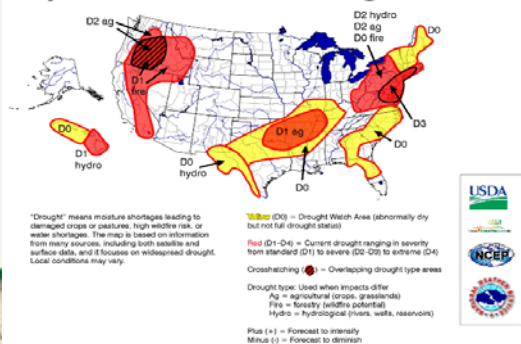 D2 ag
D2 hydro
D2 ag
D0 fire
D0
D1
fire
D3
D0
D1 ag
D0
D0
hydro
D0
D1
hydro
"Drought" means moisture shortages leading to
damaged crops or pastures, high wildfire risk, or
water shortages. The map is based on information
from many sources, including both satellite and
surface data, and it focuses on widespread drought.
Local conditions may vary.
Yellow (D0) = Drought Watch Area (abnormally dry
but not full drought status)
Red (D1-D4) = Current drought ranging in severity
from standard (D1) to severe (D2-D3) to extreme (D4)
Crosshatching ( ) = Overlapping drought type areas
Drought type: Used when impacts differ
Ag = agricultural (crops, grasslands)
Fire = forestry (wildfire potential)
Hydro = hydrological (rivers, wells, reservoirs)
Plus (+) = Forecast to intensify
Minus (-) = Forecast to diminish
USDA
NCEP